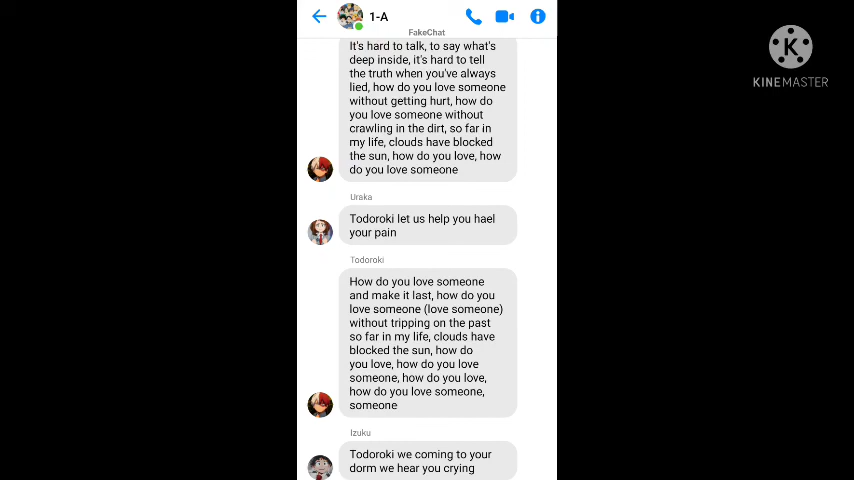 1-A
FakeChat
K
KINEMASTER
It's hard to talk, to say what's
deep inside, it's hard to tell
the truth when you've always
lied, how do you love someone
without getting hurt, how do
you love someone without
crawling in the dirt, so far in
my life, clouds have blocked
the sun, how do you love, how
do you love someone
Uraka
Todoroki let us help you hael
your pain
Todoroki
How do you love someone
and make it last, how do you
love someone (love someone)
without tripping on the past
so far in my life, clouds have
blocked the sun, how do
you love, how do you love
someone, how do you love,
how do you love someone,
someone
Izuku
Todoroki we coming to your
dorm we hear you crying